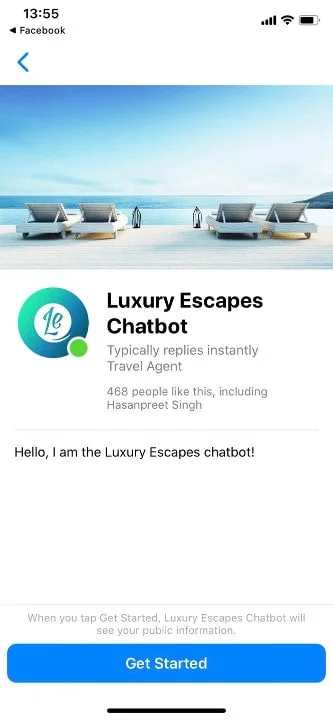 13:55
◀ Facebook
Le
Luxury Escapes
Chatbot
Typically replies instantly
Travel Agent
468 people like this, including
Hasanpreet Singh
Hello, I am the Luxury Escapes chatbot!
When you tap Get Started, Luxury Escapes Chatbot will
see your public information.
Get Started